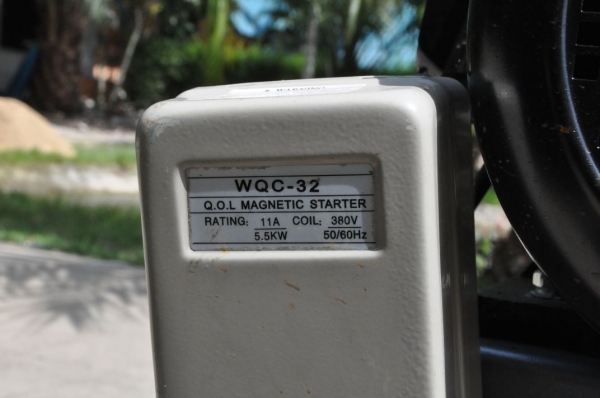 WQC-32
Q.O.L MAGNETIC STARTER
RATING: 11A COIL: 380V
5.5KW 50/60Hz